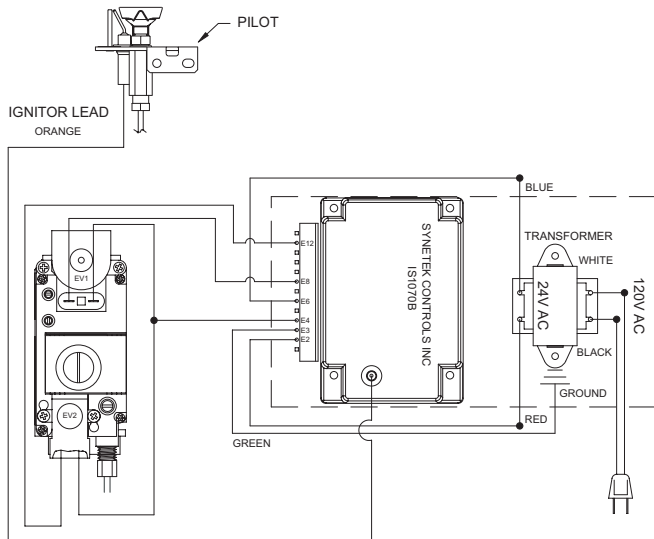 PILOT
IGNITOR LEAD
ORANGE
BLUE
SYNETEK CONTROLS INC
IS1070B
TRANSFORMER
WHITE
24V AC
120V AC
BLACK
GROUND
RED
GREEN
E12
E8
E6
E4
E3
E2
EV1
EV2